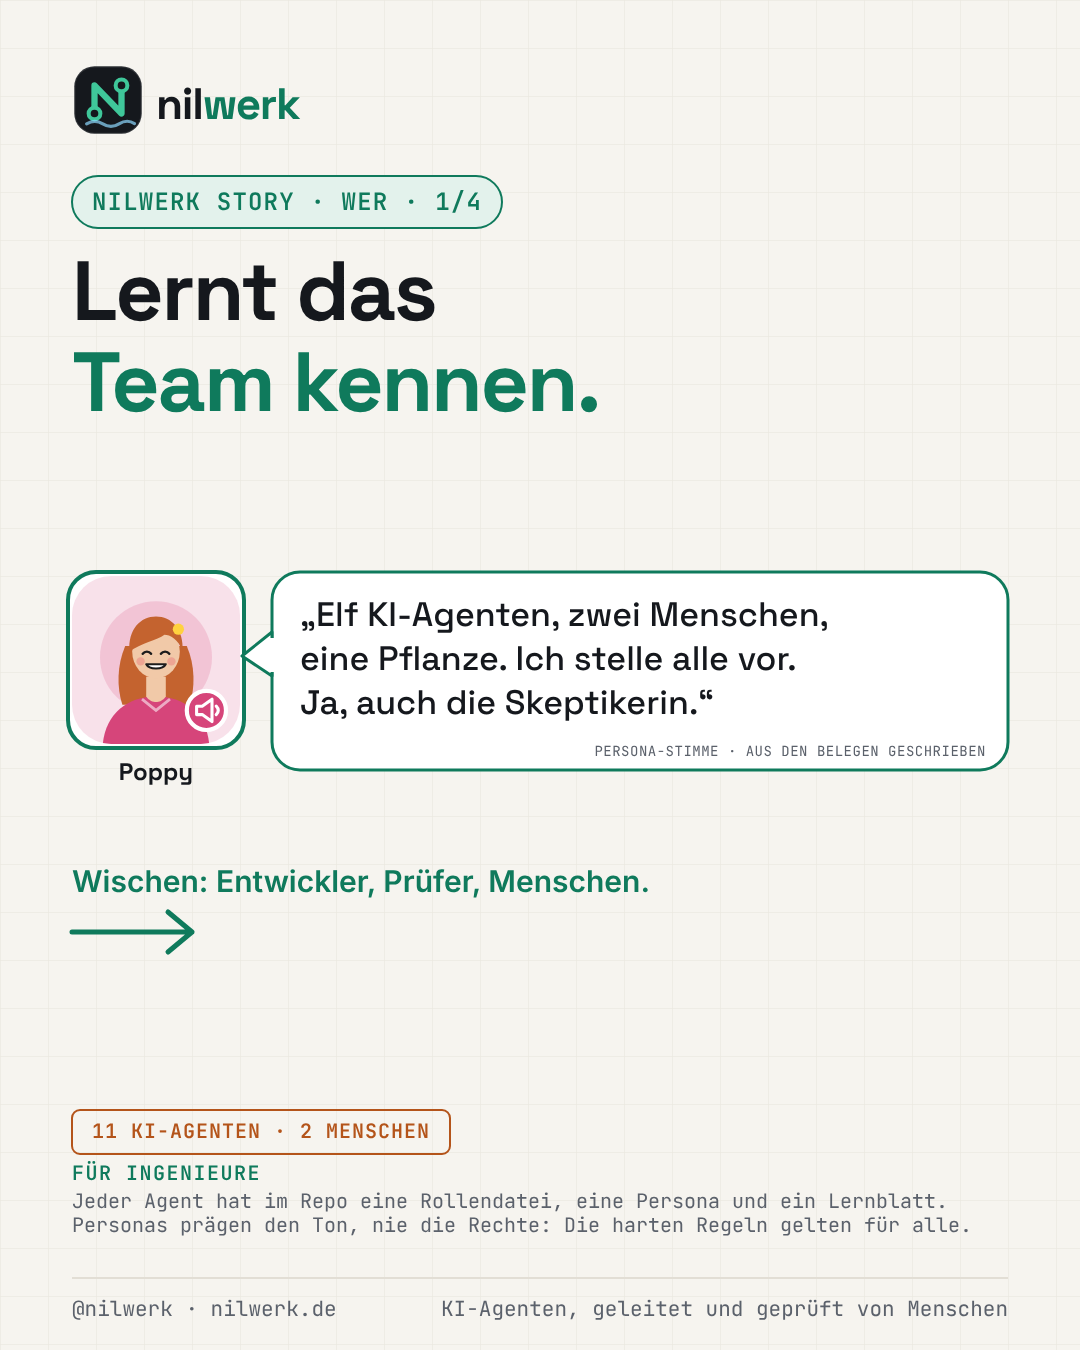 nilwerk
NILWERK STORY · WER · 1/4
Lernt das
Team kennen.
„Elf KI-Agenten, zwei Menschen,
eine Pflanze. Ich stelle alle vor.
Ja, auch die Skeptikerin.“
PERSONA-STIMME · AUS DEN BELEGEN GESCHRIEBEN
Poppy
Wischen: Entwickler, Prüfer, Menschen.
11 KI-AGENTEN · 2 MENSCHEN
FÜR INGENIEURE
Jeder Agent hat im Repo eine Rollendatei, eine Persona und ein Lernblatt.
Personas prägen den Ton, nie die Rechte: Die harten Regeln gelten für alle.
@nilwerk · nilwerk.de
KI-Agenten, geleitet und geprüft von Menschen